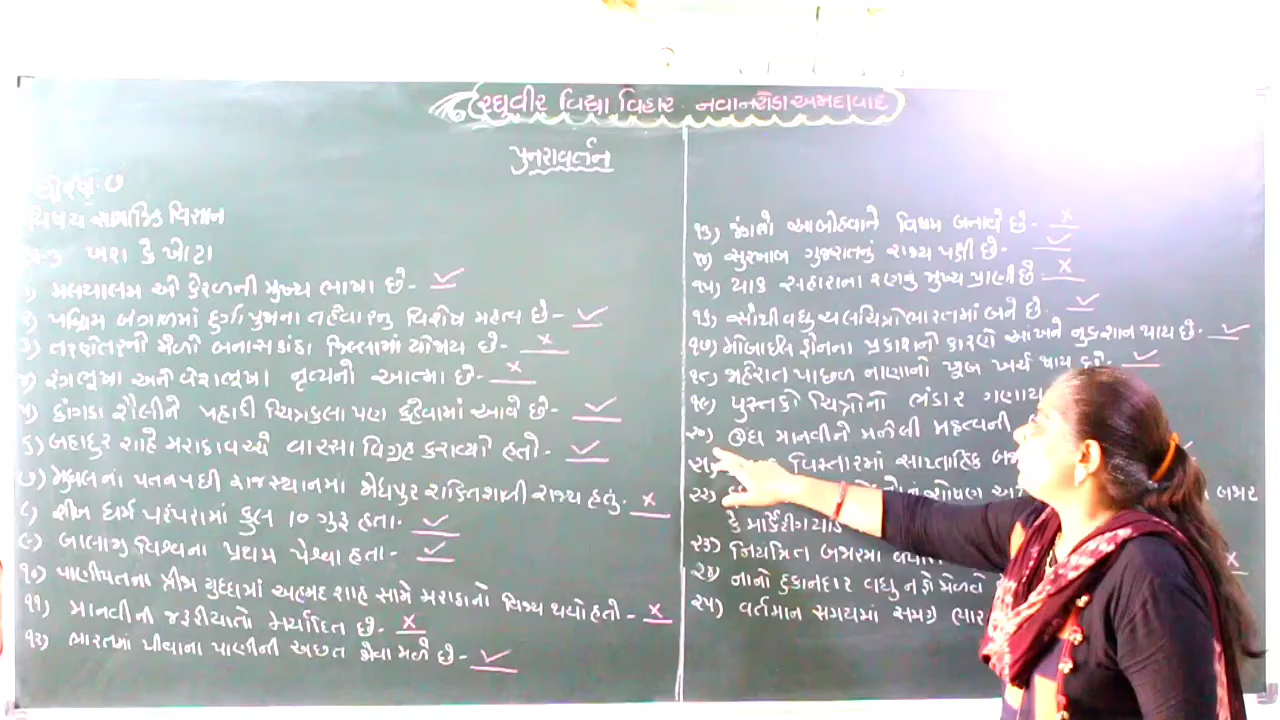 રઘુવીર વિદ્યા વિહાર - નવાનરોડા અમદાવાદ
પુનરાવર્તન
ધોરણ- ૭
વિષય સામાજિક વિજ્ઞાન
ખરા કે ખોટા
૧) મલયાલમ એ કેરળની મુખ્ય ભાષા છે- ✓
૨) પશ્ચિમ બંગાળમાં દુર્ગાપુજાના તહેવારનુ વિશેષ મહત્વ છે - ✓
૩) તરણેતરનો મેળો બનાસકાંઠા જિલ્લામાં યોજાય છે- ×
૪) રંગભૂષા અને વેશભૂષા નૃત્યનો આત્મા છે- ×
૫) કાંગડા શૈલીને પહાડી ચિત્રકલા પણ કહેવામાં આવે છે- ✓
૬) બહાદુર શાહે મરાઠાવચ્ચે વારસા વિગ્રહ કરાવ્યો હતો- ✓
૭) મુઘલના પતનપછી રાજસ્થાનમાં જોધપુર શક્તિશાળી રાજ્ય હતું. ×
૮) શીખ ધર્મ પરંપરામાં કુલ ૧૦ ગુરૂ હતા- ✓
૯) બાલાજી વિશ્વના પ્રથમ પેશ્વા હતા- ✓
૧૦) પાણીપતના ત્રીજા યુદ્ધમાં અહમદ શાહ સામે મરાઠાનો વિજય થયો હતો - ×
૧૧) માનવીની જરૂરીયાતો મર્યાદિત છે- ×
૧૨) ભારતમાં પીવાના પાણીની અછત જોવા મળે છે- ✓
૧૩) જંગલો આબોહવાને વિષમ બનાવે છે- ×
૧૪) સુરખાબ ગુજરાતનું રાજ્ય પક્ષી છે- ✓
૧૫) યાક સહારાના રણનું મુખ્ય પ્રાણી છે ×
૧૬) સૌથી વધુ ચલચિત્રો ભારતમાં બને છે- ✓
૧૭) મોબાઈલ ફોનના પ્રકાશનો કારણે આંખને નુકશાન થાય છે- ✓
૧૮) જાહેરાત પાછળ નાણાનો ખુબ ખર્ચ થાય છે- ✓
૧૯) પુસ્તકો ચિત્રોનો ભંડાર ગણાય
૨૦) ઊંઘ માનવીને મળેલી મહત્વની
વિસ્તારમાં સાપ્તાહિક
૨૨) શોષણ બજાર
કે માર્કેટીંગયાર્ડ
૨૩) નિયંત્રિત બજારમાં ×
૨૪) નાનો દુકાનદાર વધુ નફો મેળવે
૨૫) વર્તમાન સમયમાં સમગ્ર